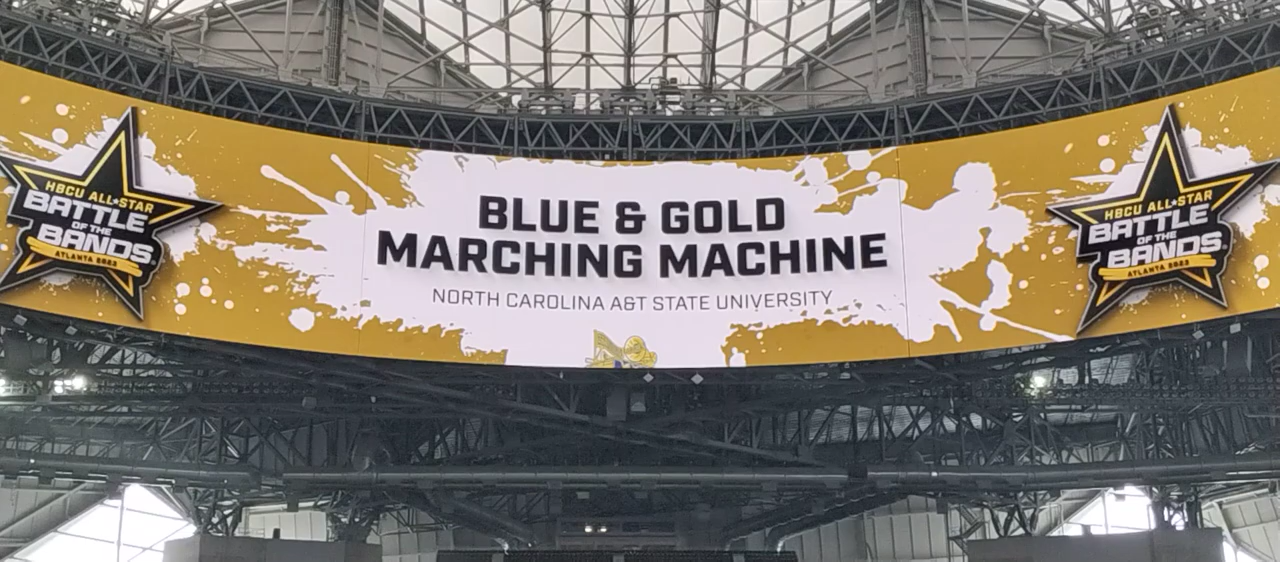 HBCU ALL★STAR
BATTLE
OF THE
BANDS
ATLANTA 2023
BLUE & GOLD
MARCHING MACHINE
NORTH CAROLINA A&T STATE UNIVERSITY
HBCU ALL★STAR
BATTLE
OF THE
BANDS
ATLANTA 2023